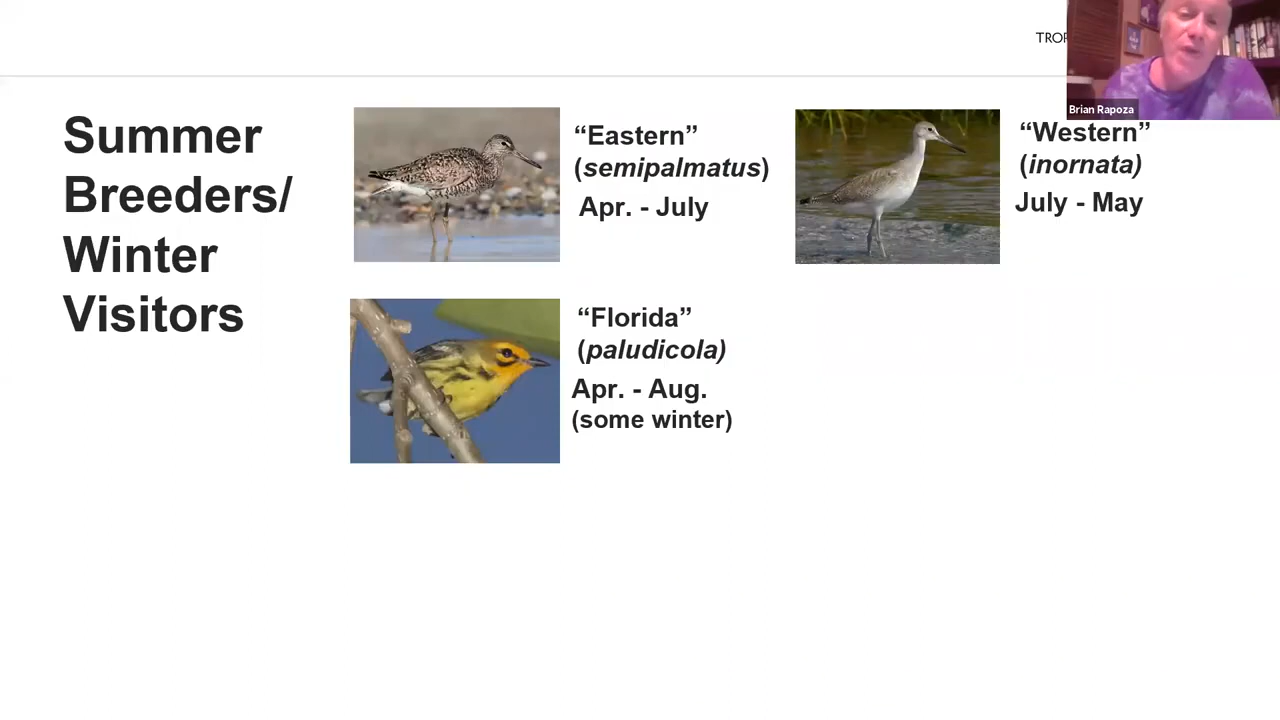 TROP
Brian Rapoza
Summer
Breeders/
Winter
Visitors
“Eastern”
(semipalmatus)
Apr. - July
“Western”
(inornata)
July - May
“Florida”
(paludicola)
Apr. - Aug.
(some winter)